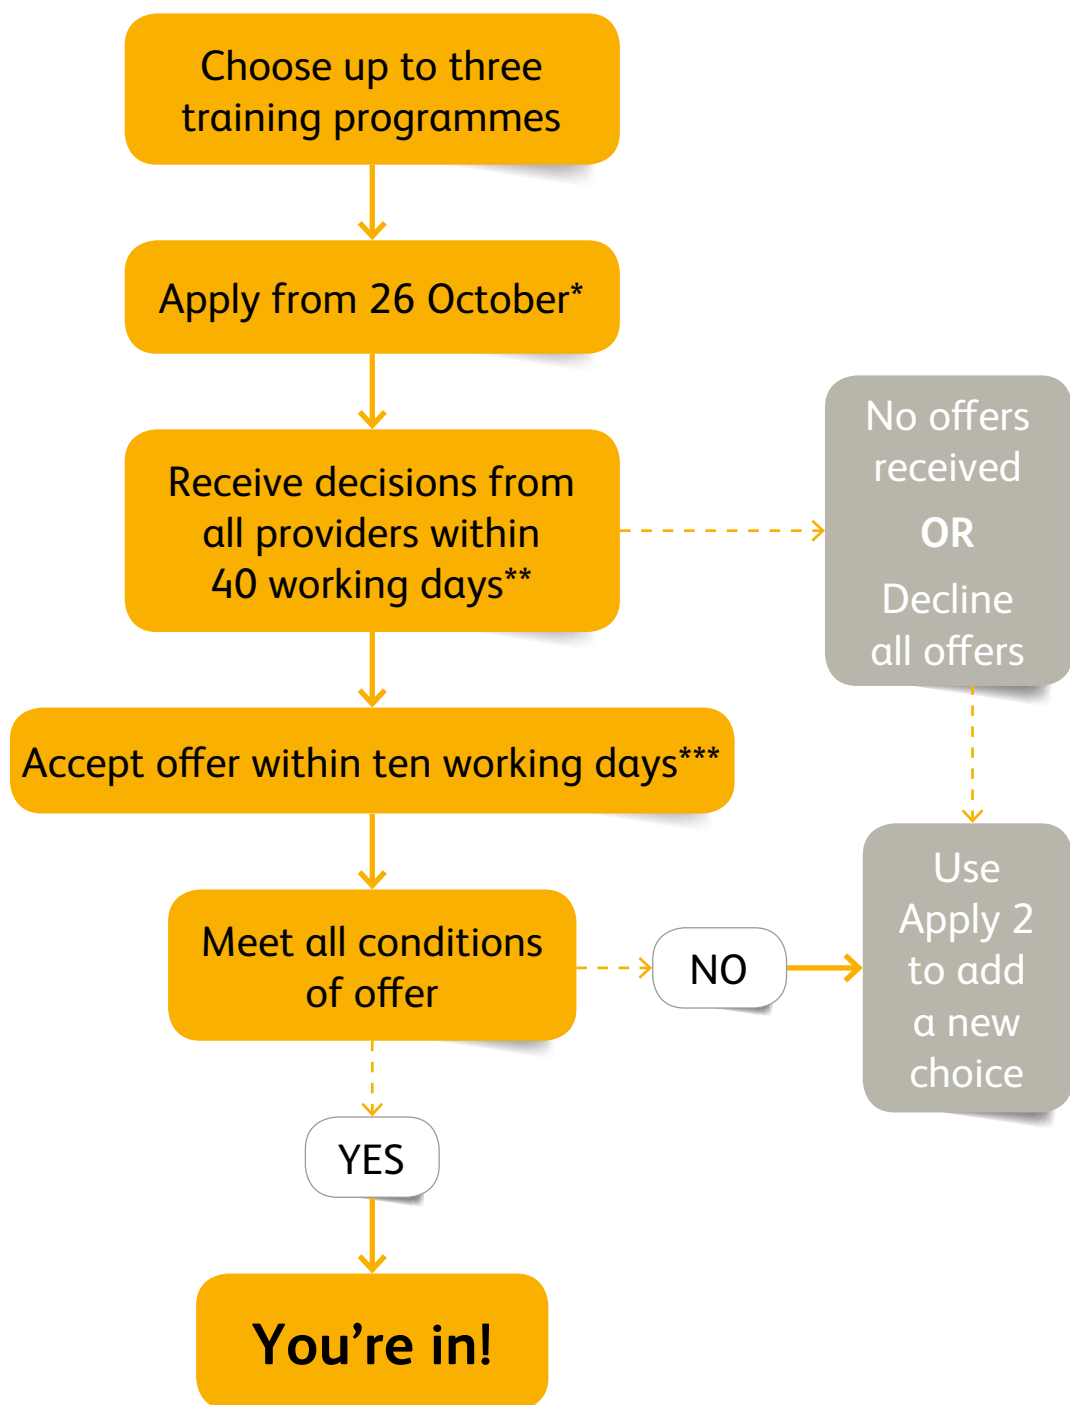 Choose up to three
training programmes
Apply from 26 October*
Receive decisions from
all providers within
40 working days**
No offers
received
OR
Decline
all offers
Accept offer within ten working days***
Meet all conditions
of offer
NO
Use
Apply 2
to add
a new
choice
YES
You’re in!